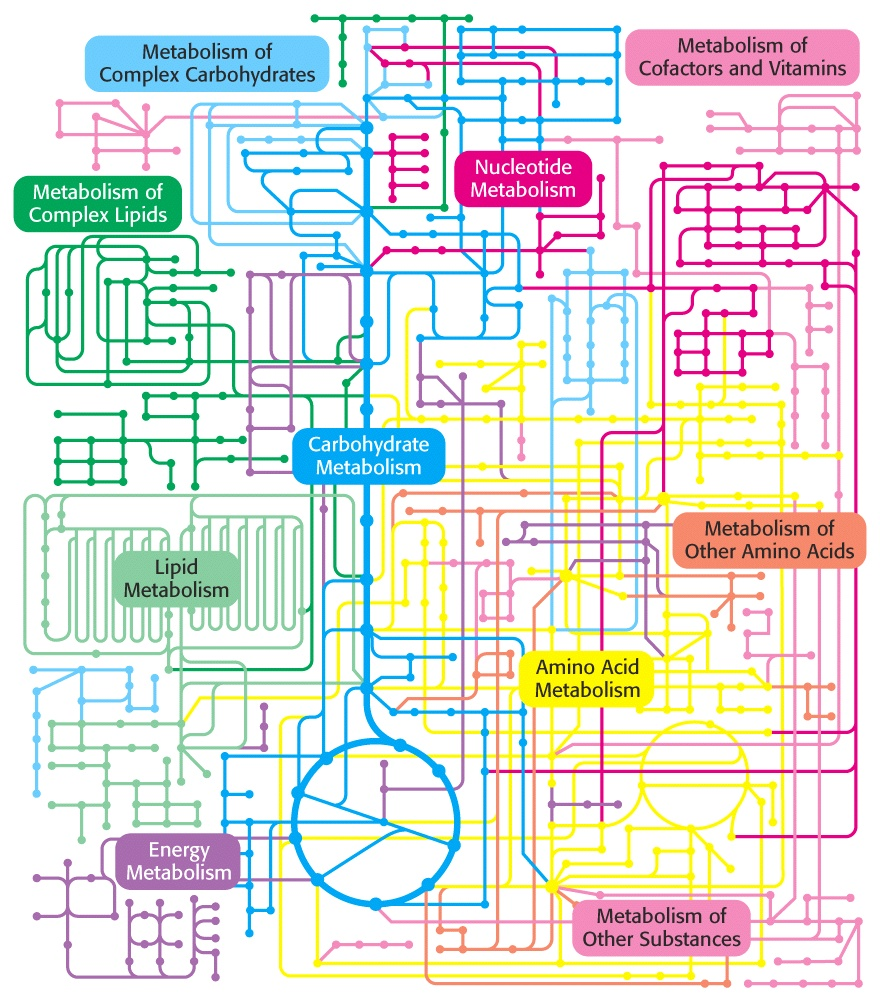 Metabolism of
Complex Carbohydrates
Metabolism of
Cofactors and Vitamins
Nucleotide
Metabolism
Metabolism of
Complex Lipids
Carbohydrate
Metabolism
Metabolism of
Other Amino Acids
Lipid
Metabolism
Amino Acid
Metabolism
Energy
Metabolism
Metabolism of
Other Substances